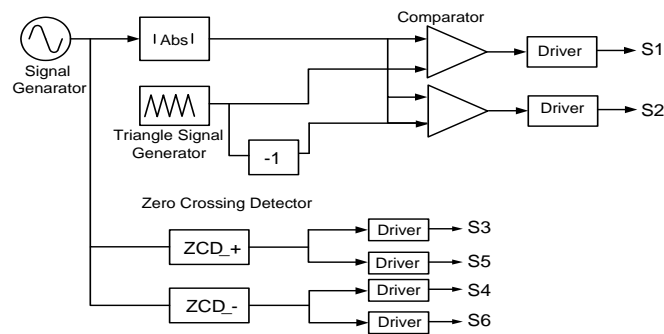 Comparator
I Abs I
Driver
S1
Signal
Genarator
Driver
S2
Triangle Signal
Generator
-1
Zero Crossing Detector
ZCD_+
Driver
S3
Driver
S5
ZCD_-
Driver
S4
Driver
S6